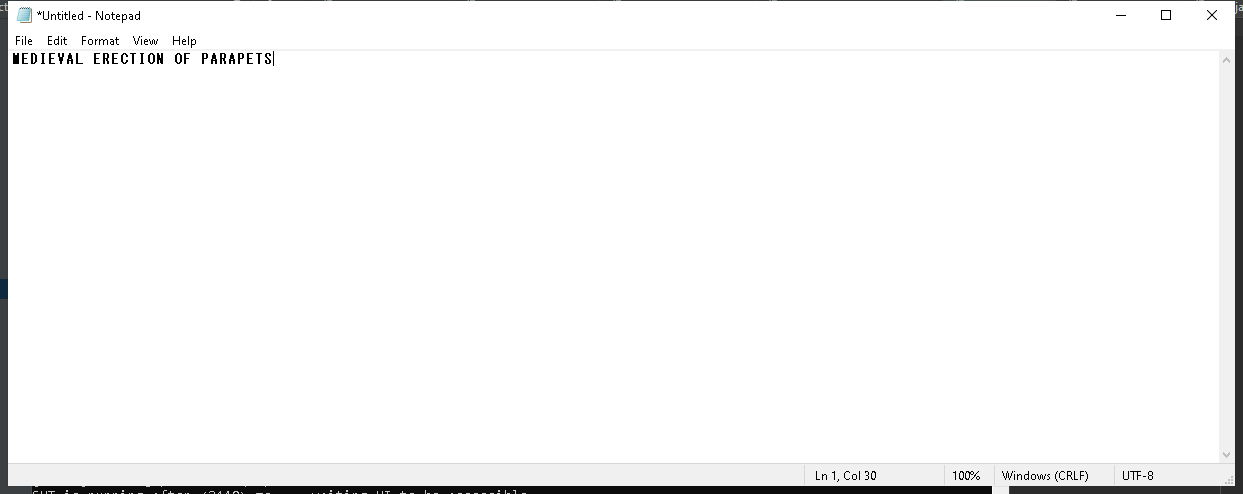 *Untitled - Notepad
File Edit Format View Help
MEDIEVAL ERECTION OF PARAPETS
Ln 1, Col 30 100% Windows (CRLF) UTF-8